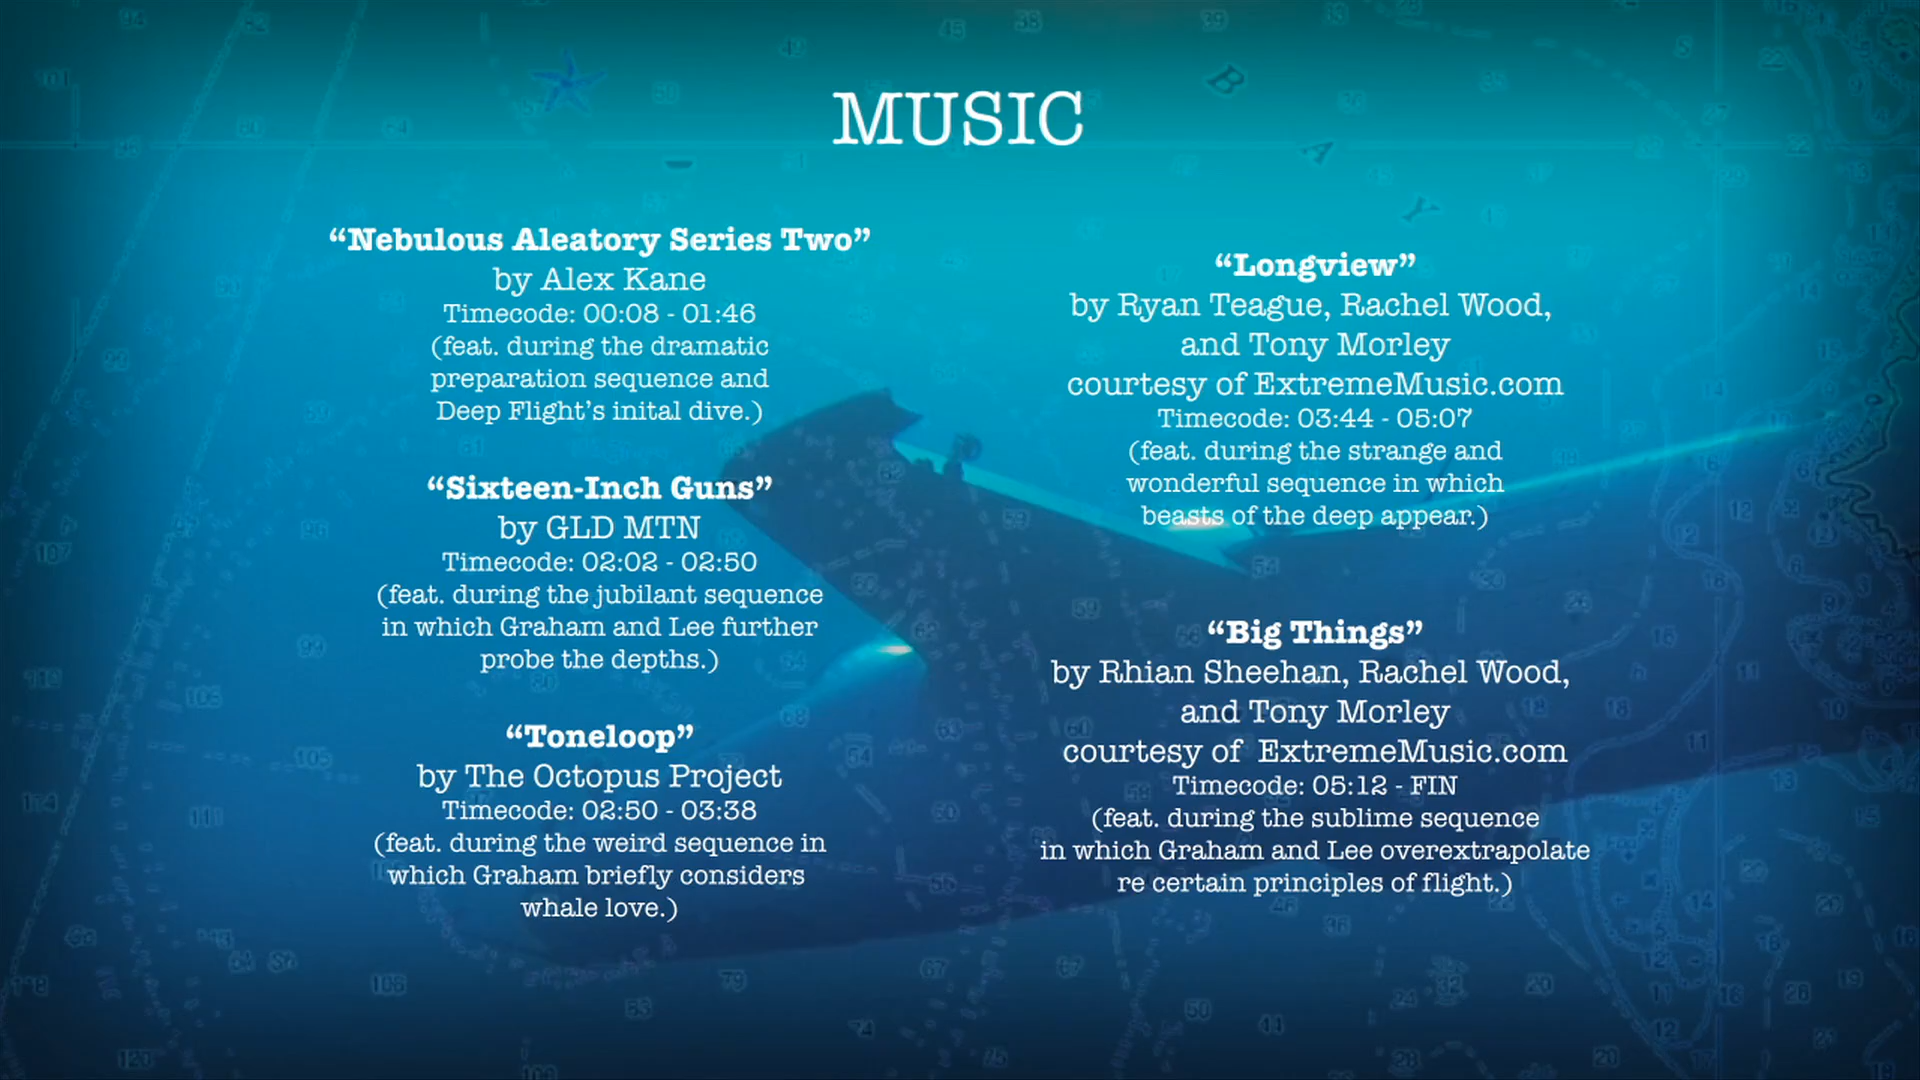 MUSIC
“Nebulous Aleatory Series Two”
by Alex Kane
Timecode: 00:08 - 01:46
(feat. during the dramatic
preparation sequence and
Deep Flight’s inital dive.)
“Sixteen-Inch Guns”
by GLD MTN
Timecode: 02:02 - 02:50
(feat. during the jubilant sequence
in which Graham and Lee further
probe the depths.)
“Toneloop”
by The Octopus Project
Timecode: 02:50 - 03:38
(feat. during the weird sequence in
which Graham briefly considers
whale love.)
“Longview”
by Ryan Teague, Rachel Wood,
and Tony Morley
courtesy of ExtremeMusic.com
Timecode: 03:44 - 05:07
(feat. during the strange and
wonderful sequence in which
beasts of the deep appear.)
“Big Things”
by Rhian Sheehan, Rachel Wood,
and Tony Morley
courtesy of ExtremeMusic.com
Timecode: 05:12 - FIN
(feat. during the sublime sequence
in which Graham and Lee overextrapolate
re certain principles of flight.)
BAY